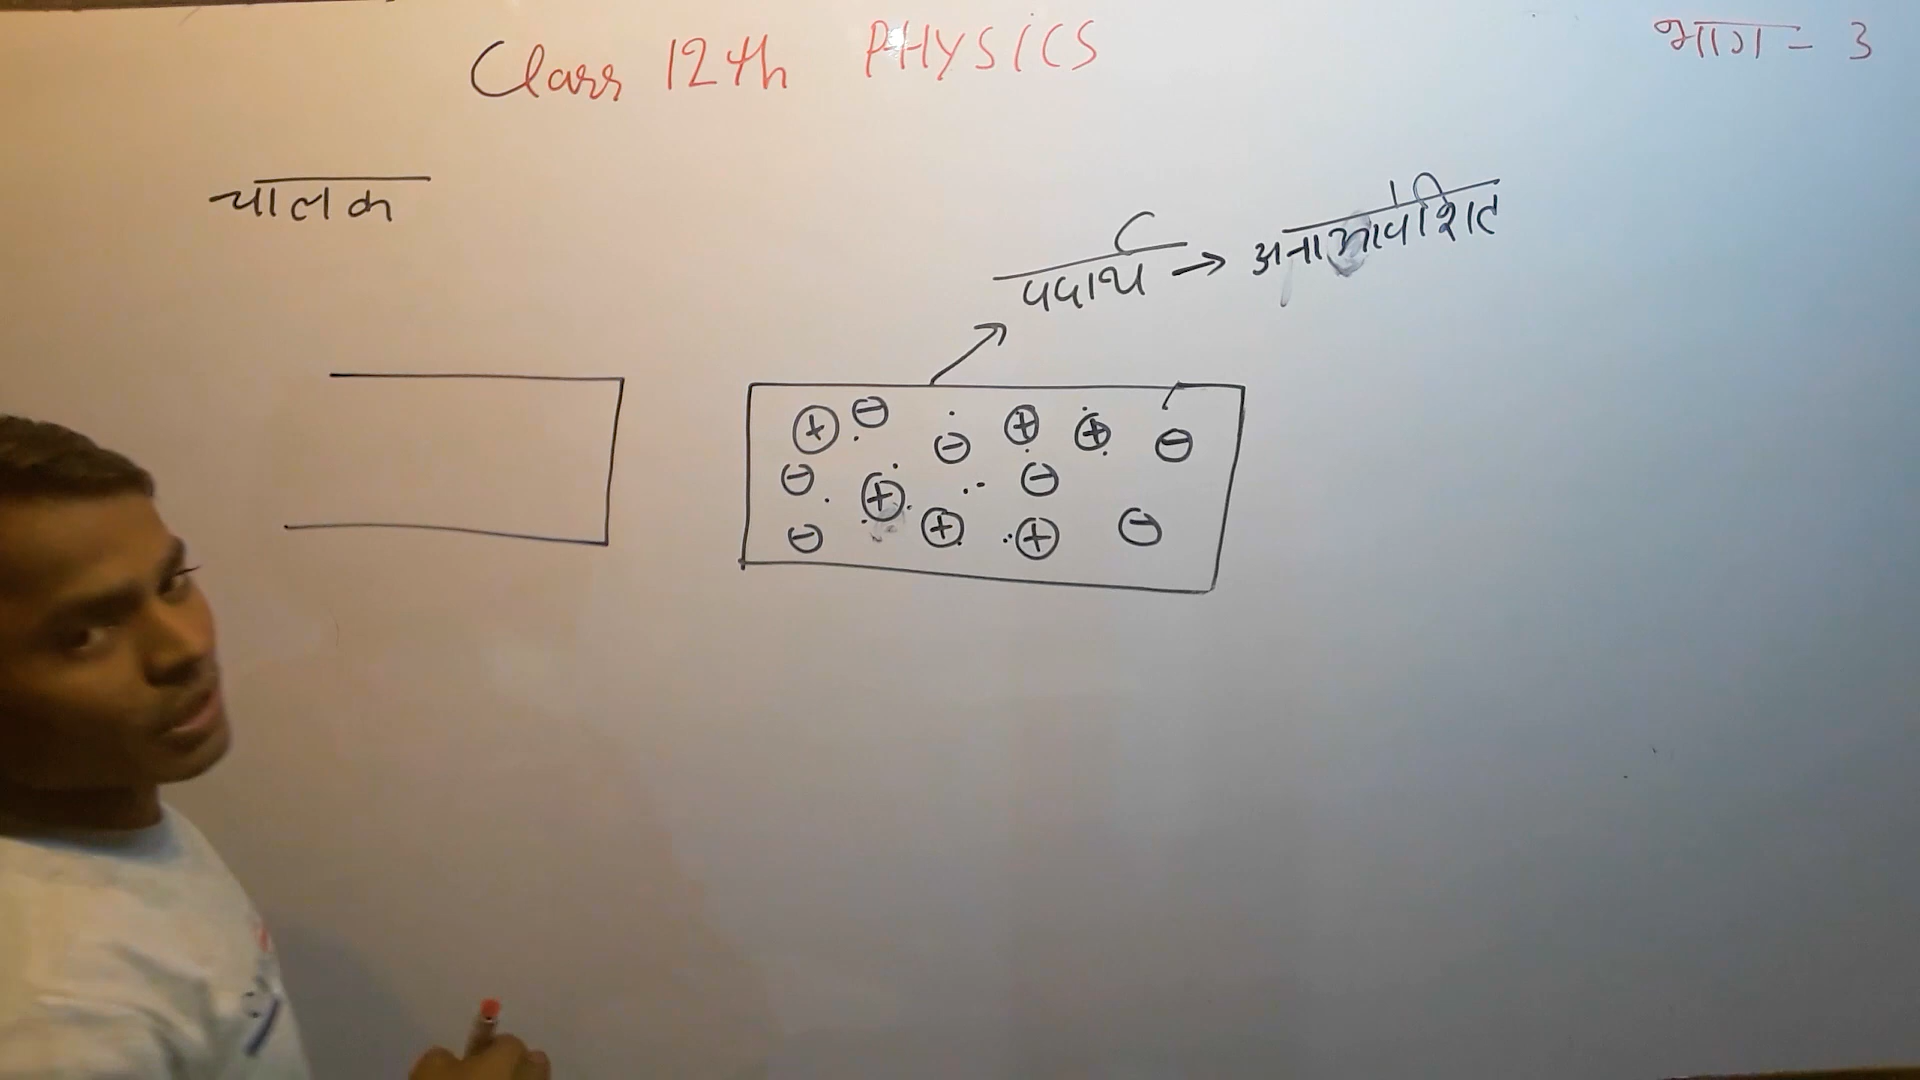 Class 12th PHYSICS
भाग = 3
चालक
पदार्थ → अनाआवेशित
+ - - + + -
- + -
- + + -